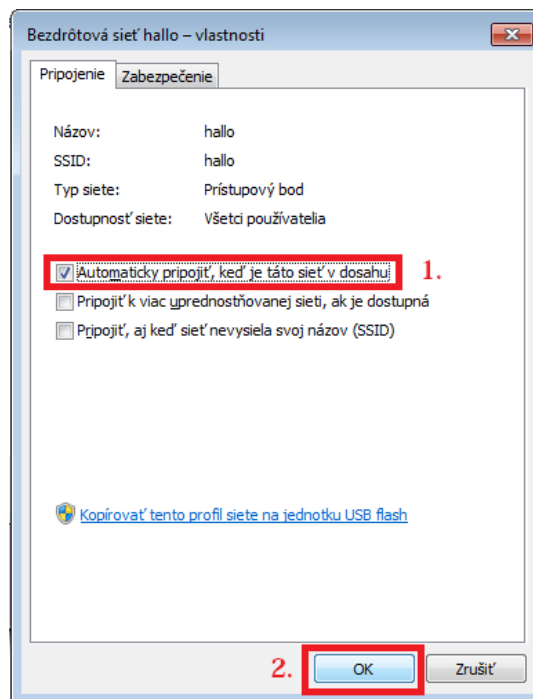 Bezdrôtová sieť hallo – vlastnosti
Pripojenie Zabezpečenie
Názov: hallo
SSID: hallo
Typ siete: Prístupový bod
Dostupnosť siete: Všetci používatelia
Automaticky pripojiť, keď je táto sieť v dosahu 1.
Pripojiť k viac uprednostňovanej sieti, ak je dostupná
Pripojiť, aj keď sieť nevysiela svoj názov (SSID)
Kopírovať tento profil siete na jednotku USB flash
2. OK Zrušiť